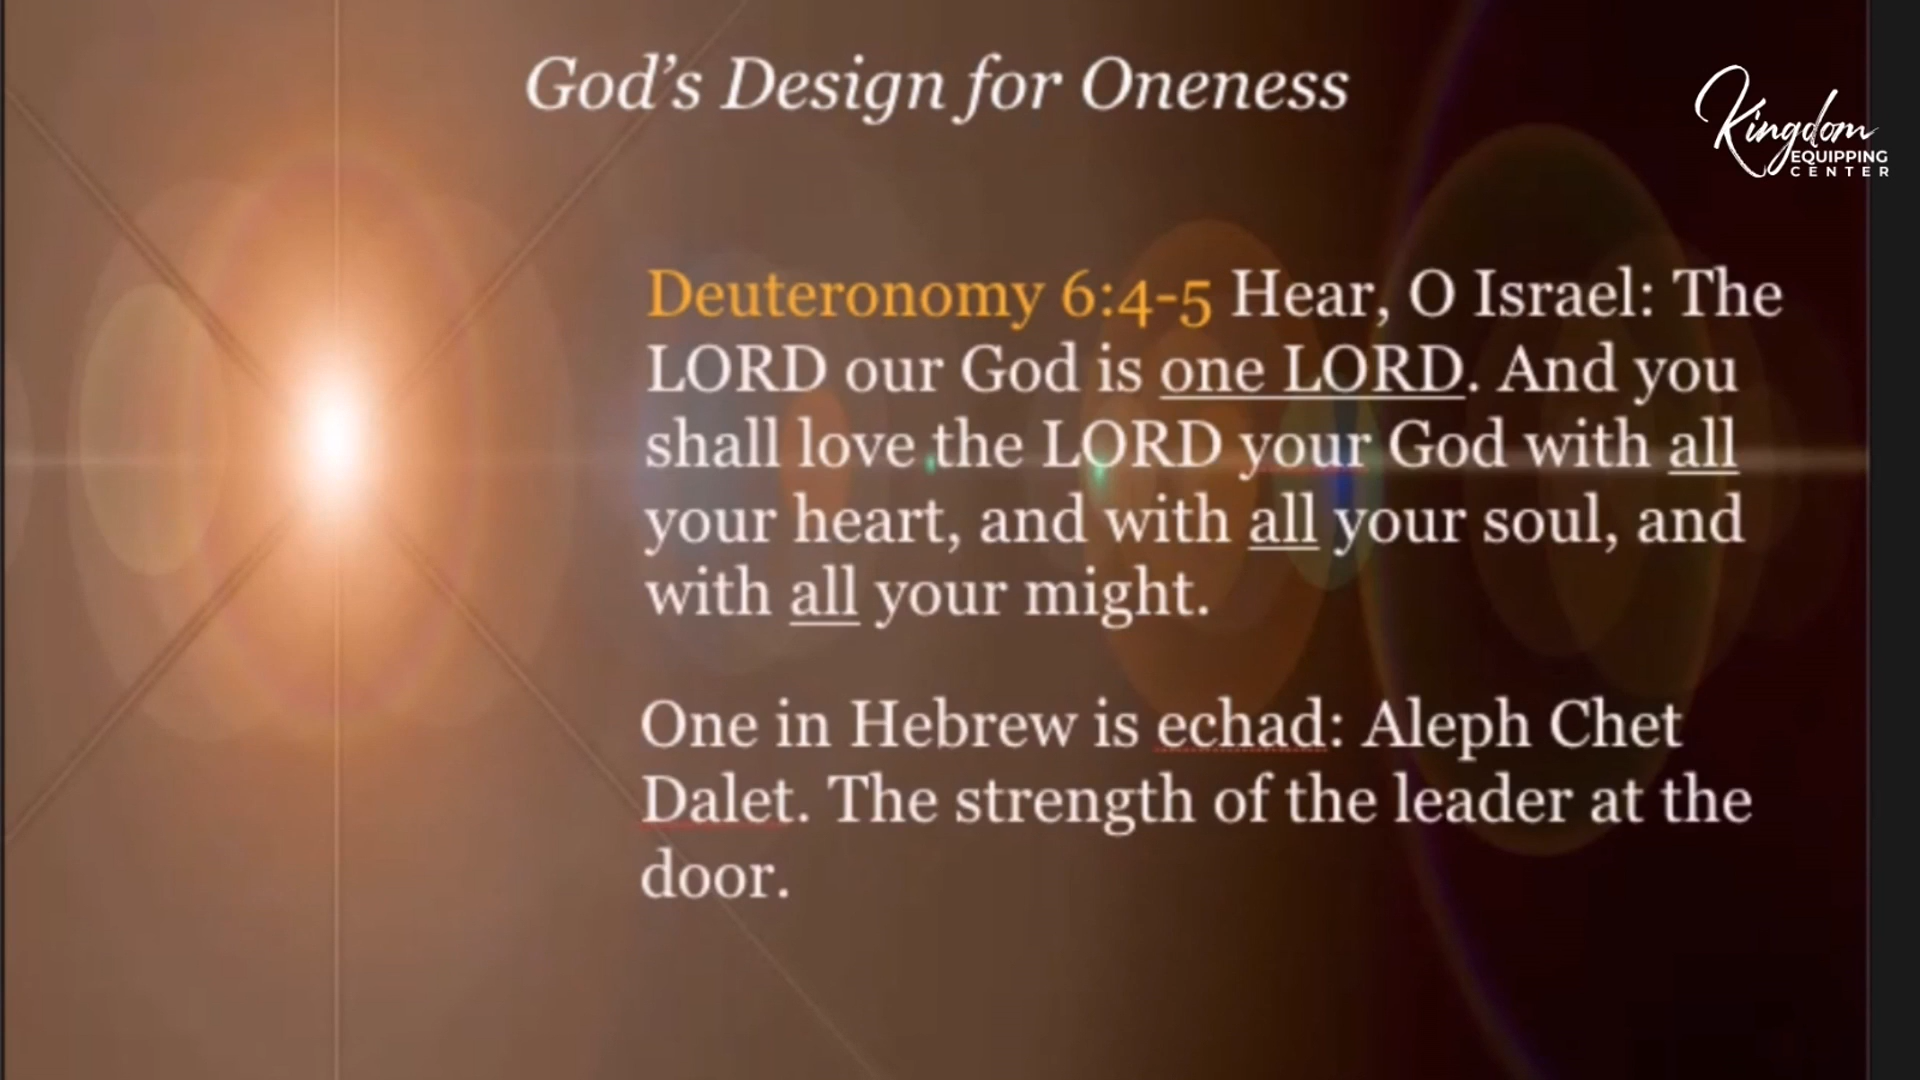 God's Design for Oneness
Kingdom
EQUIPPING
CENTER
Deuteronomy 6:4-5 Hear, O Israel: The
LORD our God is one LORD. And you
shall love the LORD your God with all
your heart, and with all your soul, and
with all your might.
One in Hebrew is echad: Aleph Chet
Dalet. The strength of the leader at the
door.